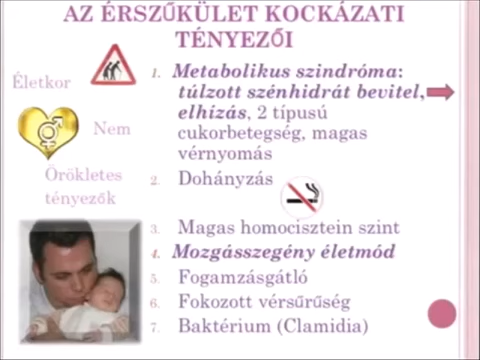 AZ ÉRSZŰKÜLET KOCKÁZATI
TÉNYEZŐI
Életkor
Nem
Örökletes
tényezők
1. Metabolikus szindróma:
túlzott szénhidrát bevitel,
elhízás, 2 típusú
cukorbetegség, magas
vérnyomás
2. Dohányzás
3. Magas homocisztein szint
4. Mozgásszegény életmód
5. Fogamzásgátló
6. Fokozott vérsűrűség
7. Baktérium (Clamidia)